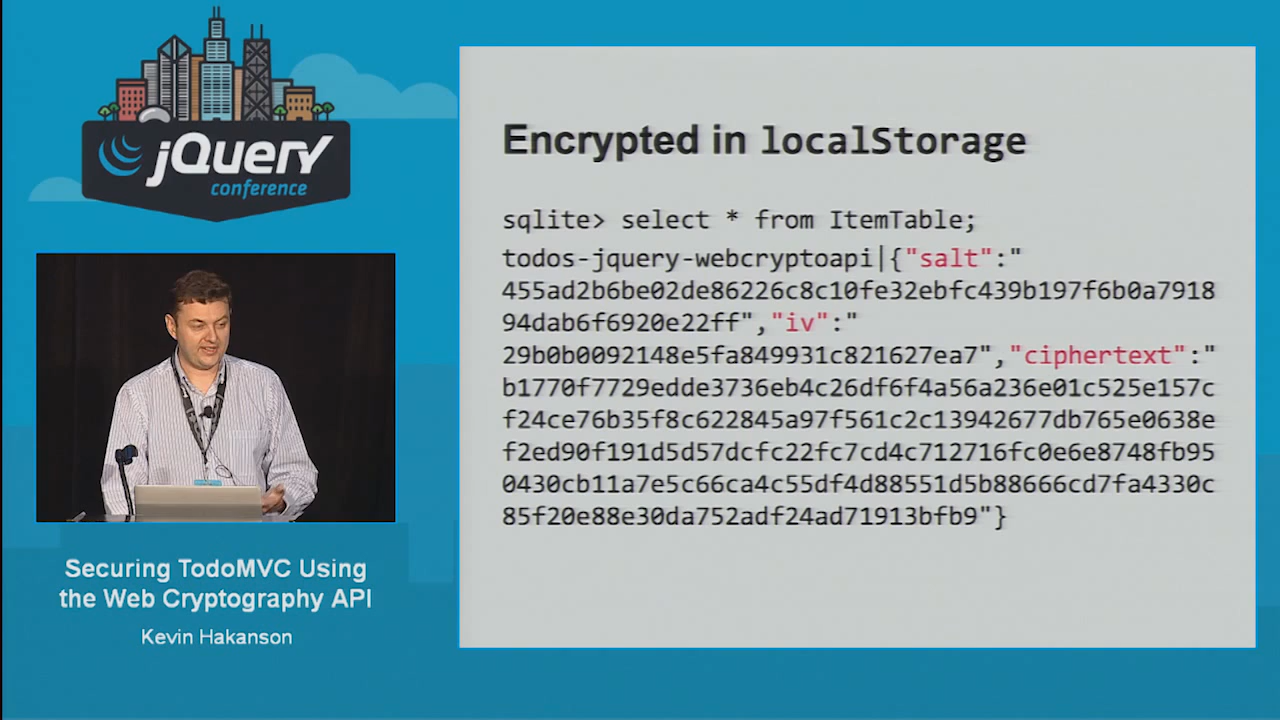 jQuery
conference
Securing TodoMVC Using
the Web Cryptography API
Kevin Hakanson
Encrypted in localStorage
sqlite> select * from ItemTable;
todos-jquery-webcryptoapi|{"salt":"
455ad2b6be02de86226c8c10fe32ebfc439b197f6b0a7918
94dab6f6920e22ff","iv":"
29b0b0092148e5fa849931c821627ea7","ciphertext":"
b1770f7729edde3736eb4c26df6f4a56a236e01c525e157c
f24ce76b35f8c622845a97f561c2c13942677db765e0638e
f2ed90f191d5d57dcfc22fc7cd4c712716fc0e6e8748fb95
0430cb11a7e5c66ca4c55df4d88551d5b88666cd7fa4330c
85f20e88e30da752adf24ad71913bfb9"}